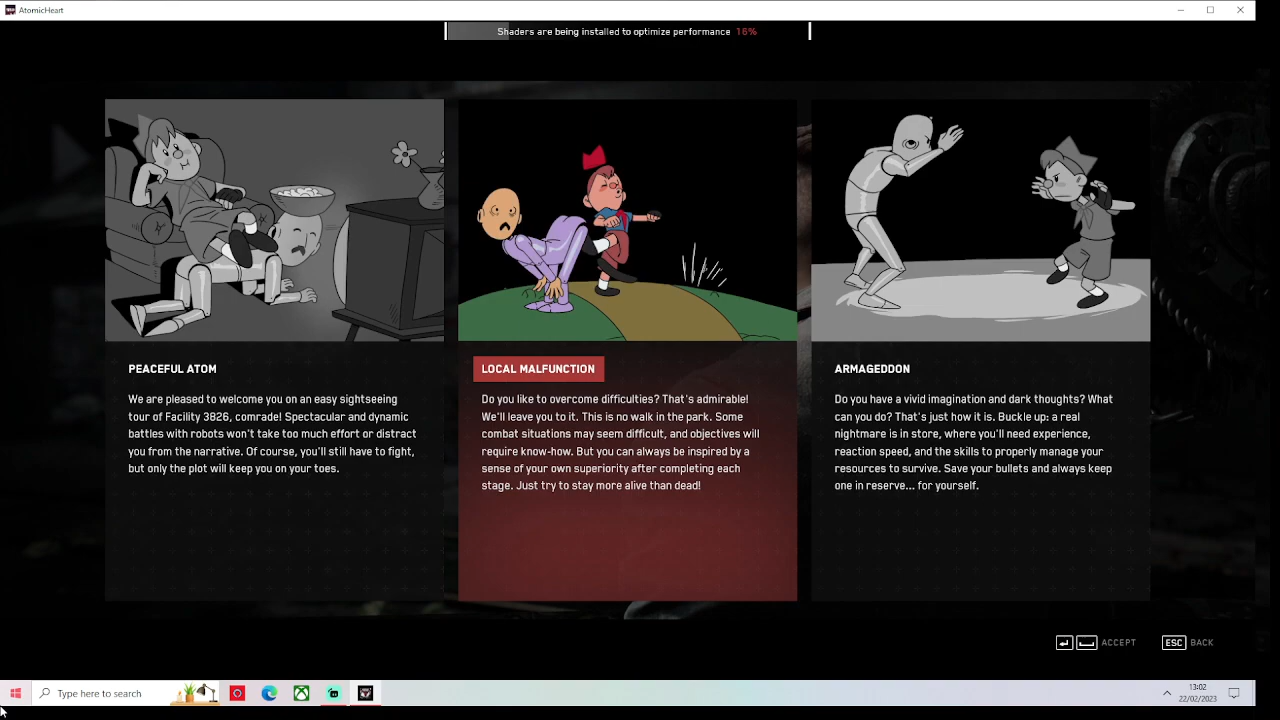 AtomicHeart
Shaders are being installed to optimize performance 16%
PEACEFUL ATOM
We are pleased to welcome you on an easy sightseeing
tour of Facility 3826, comrade! Spectacular and dynamic
battles with robots won't take too much effort or distract
you from the narrative. Of course, you'll still have to fight,
but only the plot will keep you on your toes.
LOCAL MALFUNCTION
Do you like to overcome difficulties? That's admirable!
We'll leave you to it. This is no walk in the park. Some
combat situations may seem difficult, and objectives will
require know-how. But you can always be inspired by a
sense of your own superiority after completing each
stage. Just try to stay more alive than dead!
ARMAGEDDON
Do you have a vivid imagination and dark thoughts? What
can you do? That's just how it is. Buckle up: a real
nightmare is in store, where you'll need experience,
reaction speed, and the skills to properly manage your
resources to survive. Save your bullets and always keep
one in reserve... for yourself.
ACCEPT
ESC BACK
Type here to search
13:02
22/02/2023